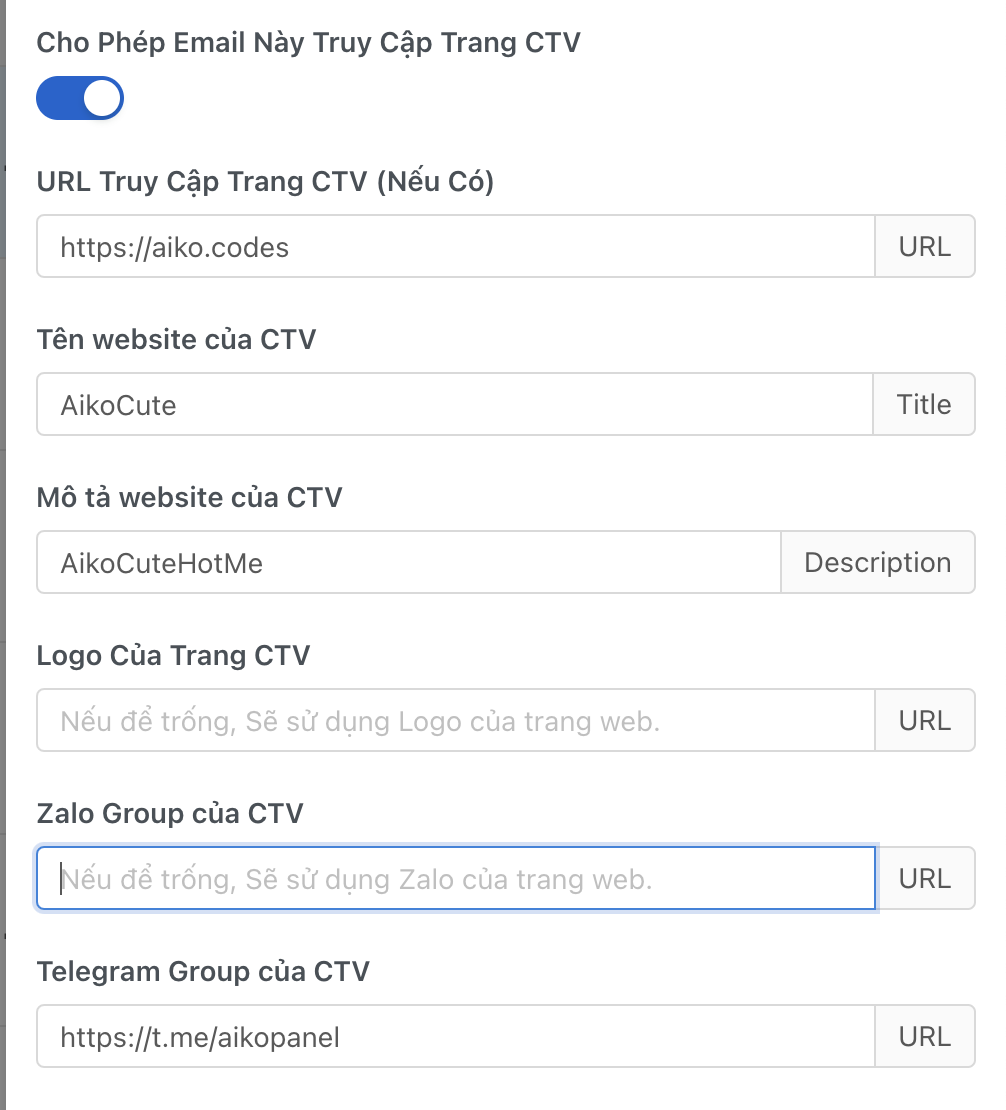 Cho Phép Email Này Truy Cập Trang CTV
URL Truy Cập Trang CTV (Nếu Có)
https://aiko.codes URL
Tên website của CTV
AikoCute Title
Mô tả website của CTV
AikoCuteHotMe Description
Logo Của Trang CTV
Nếu để trống, Sẽ sử dụng Logo của trang web. URL
Zalo Group của CTV
Nếu để trống, Sẽ sử dụng Zalo của trang web. URL
Telegram Group của CTV
https://t.me/aikopanel URL